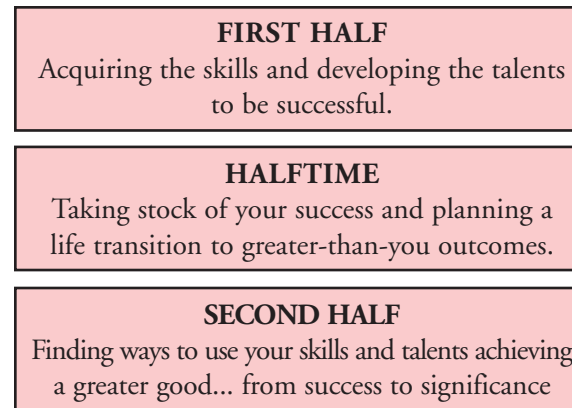 FIRST HALF
Acquiring the skills and developing the talents
to be successful.
HALFTIME
Taking stock of your success and planning a
life transition to greater-than-you outcomes.
SECOND HALF
Finding ways to use your skills and talents achieving
a greater good... from success to significance